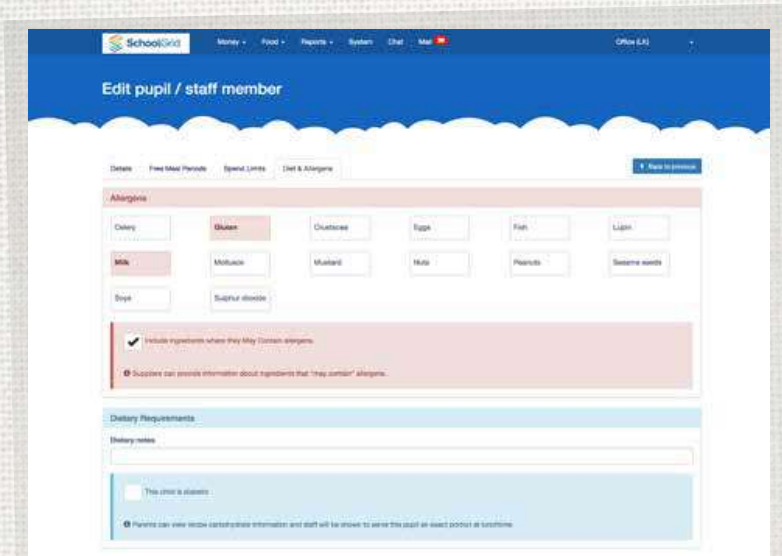 SchoolGrid Money Food Reports System Chat Mail Office (LK)
Edit pupil / staff member
Details Free Meal Periods Spend Limits Diet & Allergens Back to previous
Allergens
Celery Gluten Crustacea Eggs Fish Lupin
Milk Molluscs Mustard Nuts Peanuts Sesame seeds
Soya Sulphur dioxide
Include ingredients where they May Contain allergens.
Suppliers can provide information about ingredients that "may contain" allergens.
Dietary Requirements
Dietary notes
This child is diabetic
Parents can view recipe carbohydrate information and staff will be shown to serve this pupil an exact portion at lunchtime.